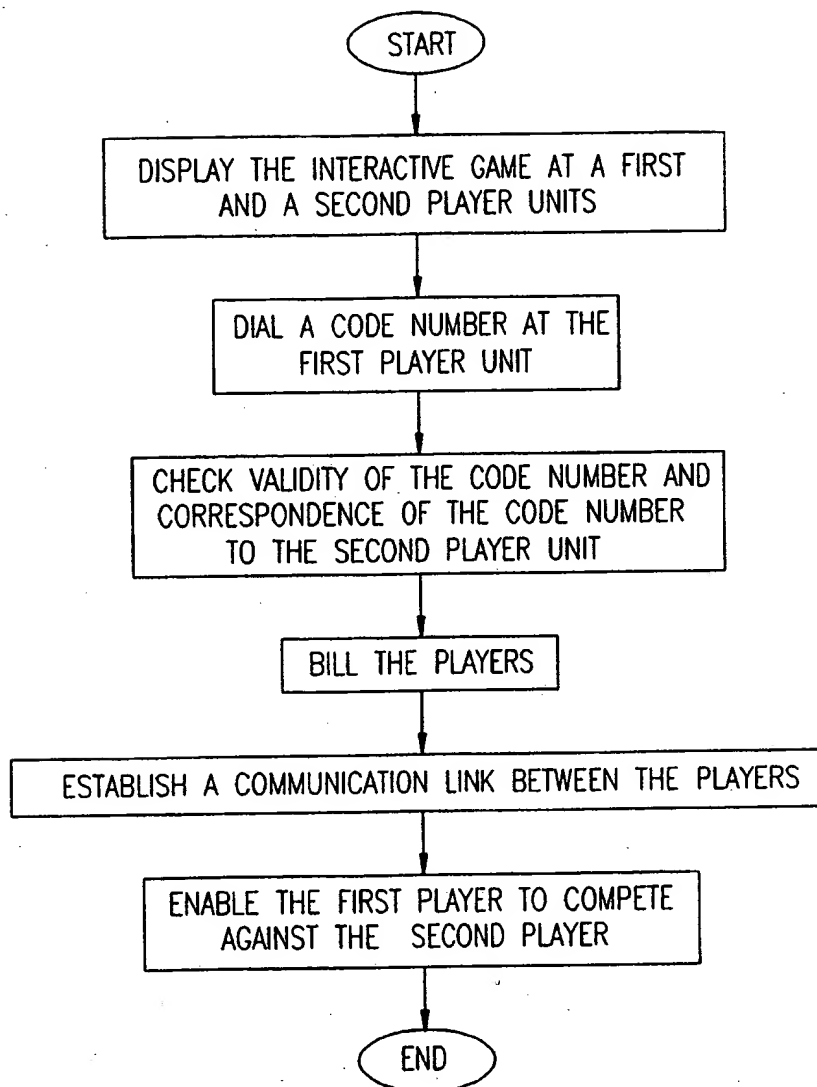 START
DISPLAY THE INTERACTIVE GAME AT A FIRST
AND A SECOND PLAYER UNITS
DIAL A CODE NUMBER AT THE
FIRST PLAYER UNIT
CHECK VALIDITY OF THE CODE NUMBER AND
CORRESPONDENCE OF THE CODE NUMBER
TO THE SECOND PLAYER UNIT
BILL THE PLAYERS
ESTABLISH A COMMUNICATION LINK BETWEEN THE PLAYERS
ENABLE THE FIRST PLAYER TO COMPETE
AGAINST THE SECOND PLAYER
END